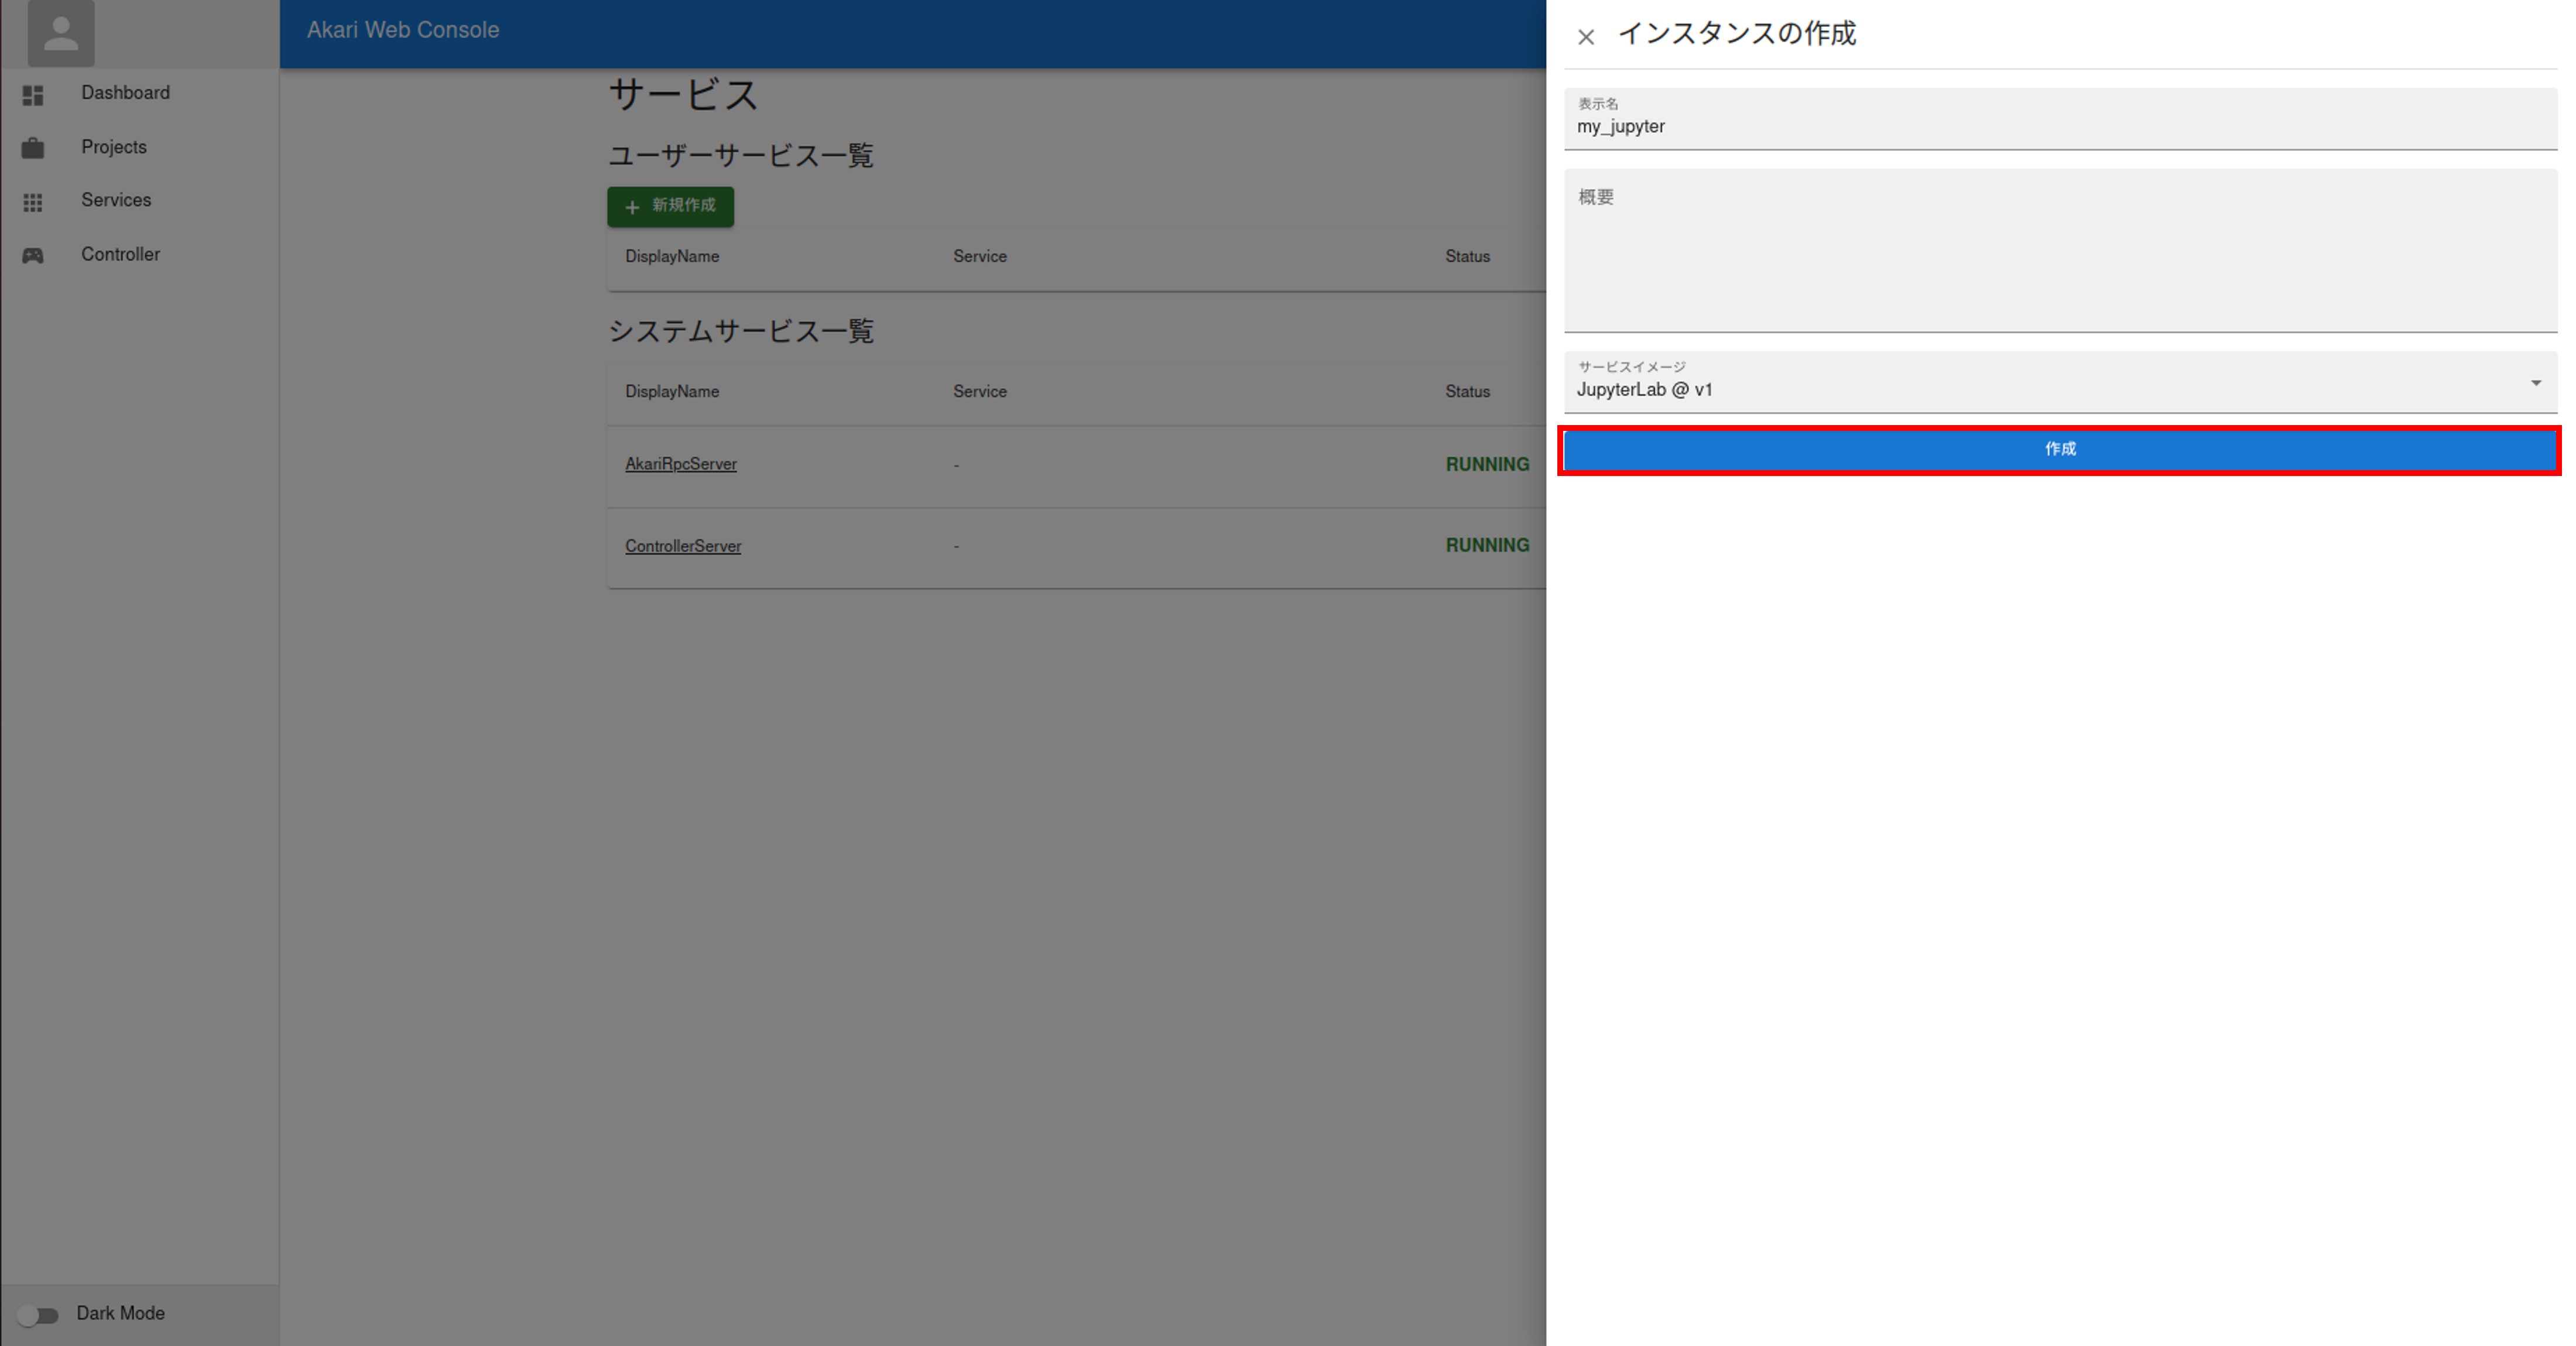 Akari Web Console
Dashboard
Projects
Services
Controller
Dark Mode
サービス
ユーザーサービス一覧
新規作成
DisplayName Service Status
システムサービス一覧
DisplayName Service Status
AkariRpcServer - RUNNING
ControllerServer - RUNNING
インスタンスの作成
表示名
my_jupyter
概要
サービスイメージ
JupyterLab @ v1
作成